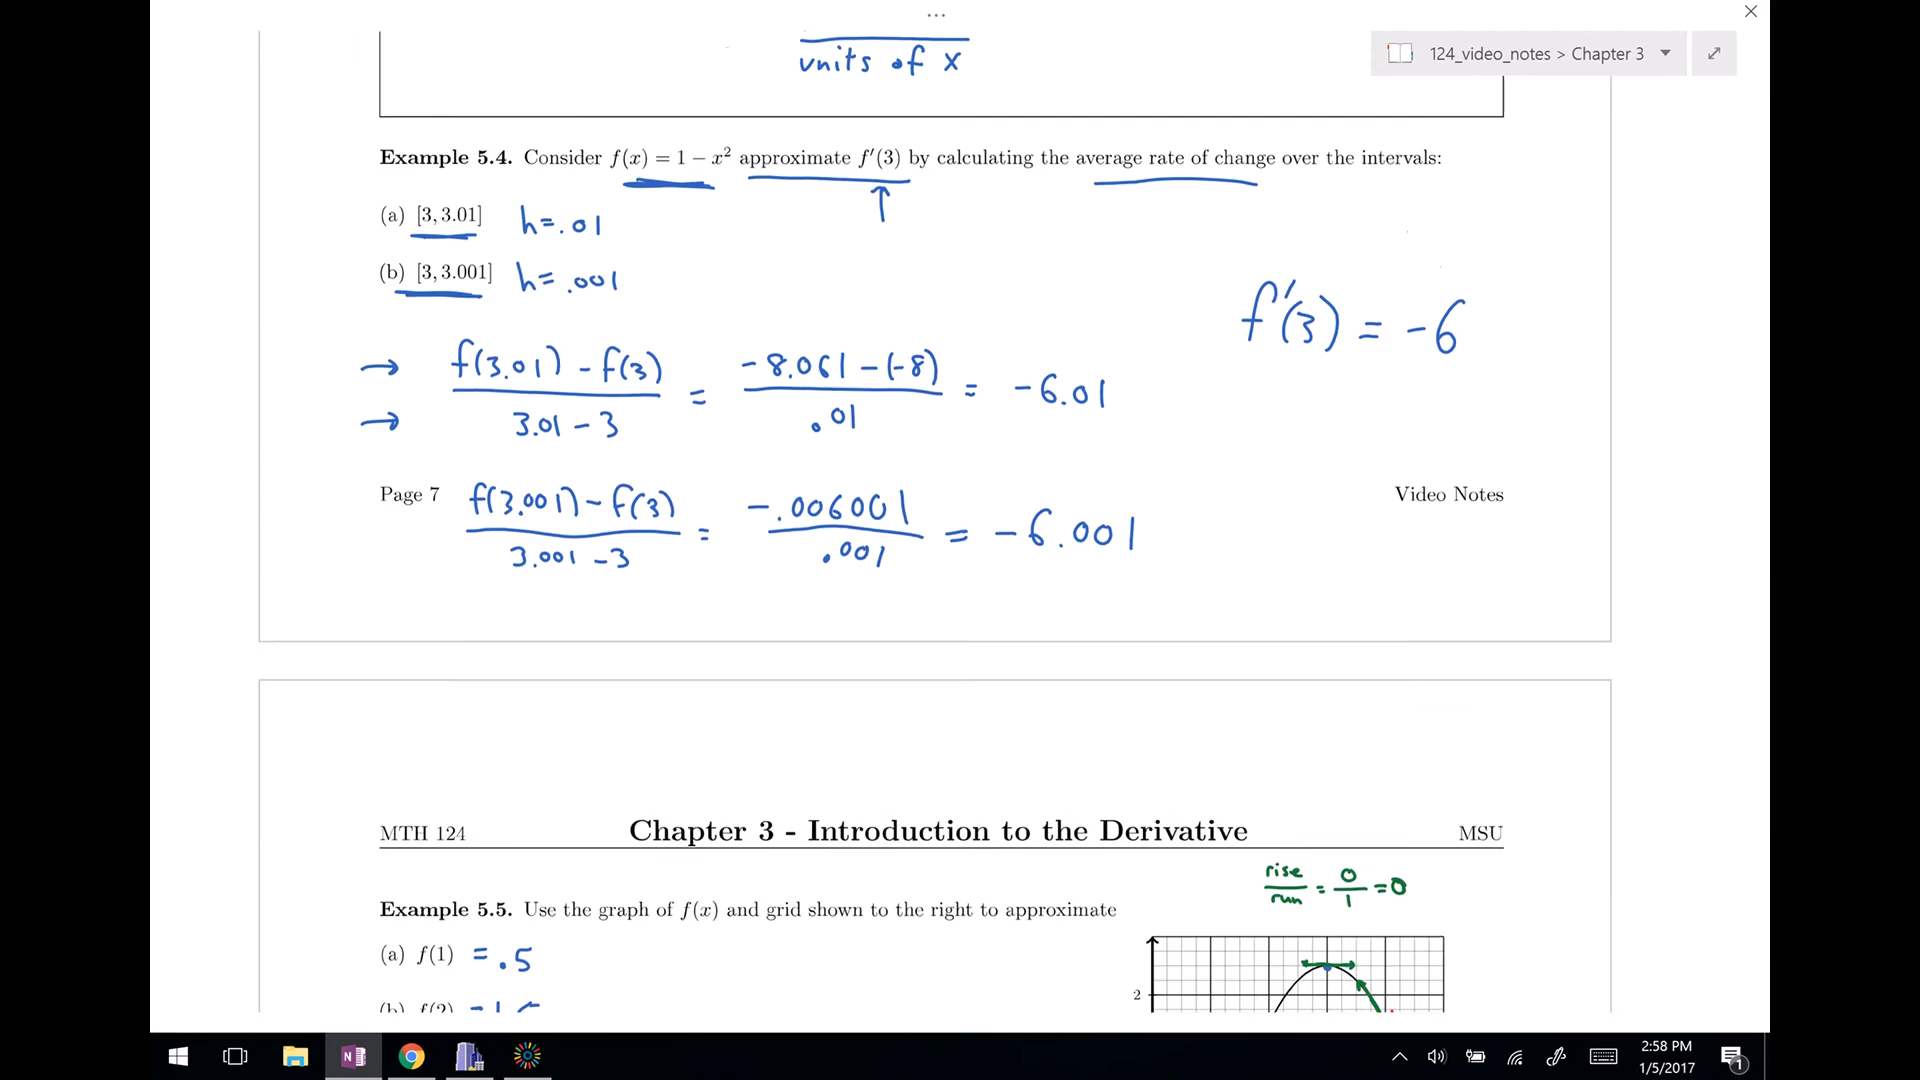 ...
units of x
124_video_notes > Chapter 3
Example 5.4. Consider f(x) = 1 − x² approximate f′(3) by calculating the average rate of change over the intervals:
(a) [3, 3.01] h=.01
(b) [3, 3.001] h= .001
f'(3) = -6
→ f(3.01) - f(3) / 3.01 - 3 = -8.061 - (-8) / .01 = -6.01
→
Page 7
Video Notes
f(3.001) - f(3) / 3.001 - 3 = -.006001 / .001 = -6.001
MTH 124 Chapter 3 - Introduction to the Derivative MSU
rise / run = 0 / 1 = 0
Example 5.5. Use the graph of f(x) and grid shown to the right to approximate
(a) f(1) = .5
2
(b) f(2)
2:58 PM
1/5/2017
1